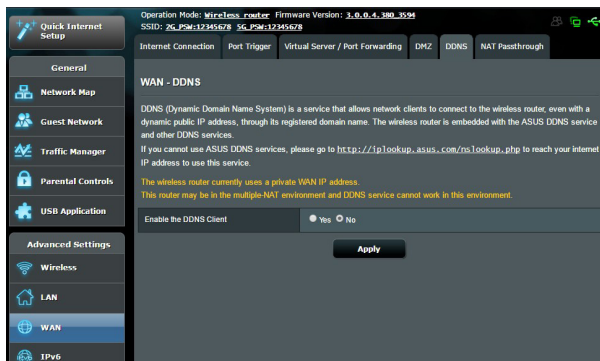 Quick Internet
Setup
Operation Mode: Wireless router Firmware Version: 3.0.0.4.380_3594
SSID: 2G_PSW:12345678 5G_PSW:12345678
Internet Connection Port Trigger Virtual Server / Port Forwarding DMZ DDNS NAT Passthrough
General
Network Map
Guest Network
Traffic Manager
Parental Controls
USB Application
Advanced Settings
Wireless
LAN
WAN
IPv6
WAN - DDNS
DDNS (Dynamic Domain Name System) is a service that allows network clients to connect to the wireless router, even with a
dynamic public IP address, through its registered domain name. The wireless router is embedded with the ASUS DDNS service
and other DDNS services.
If you cannot use ASUS DDNS services, please go to http://iplookup.asus.com/nslookup.php to reach your internet
IP address to use this service.
The wireless router currently uses a private WAN IP address.
This router may be in the multiple-NAT environment and DDNS service cannot work in this environment.
Enable the DDNS Client Yes No
Apply